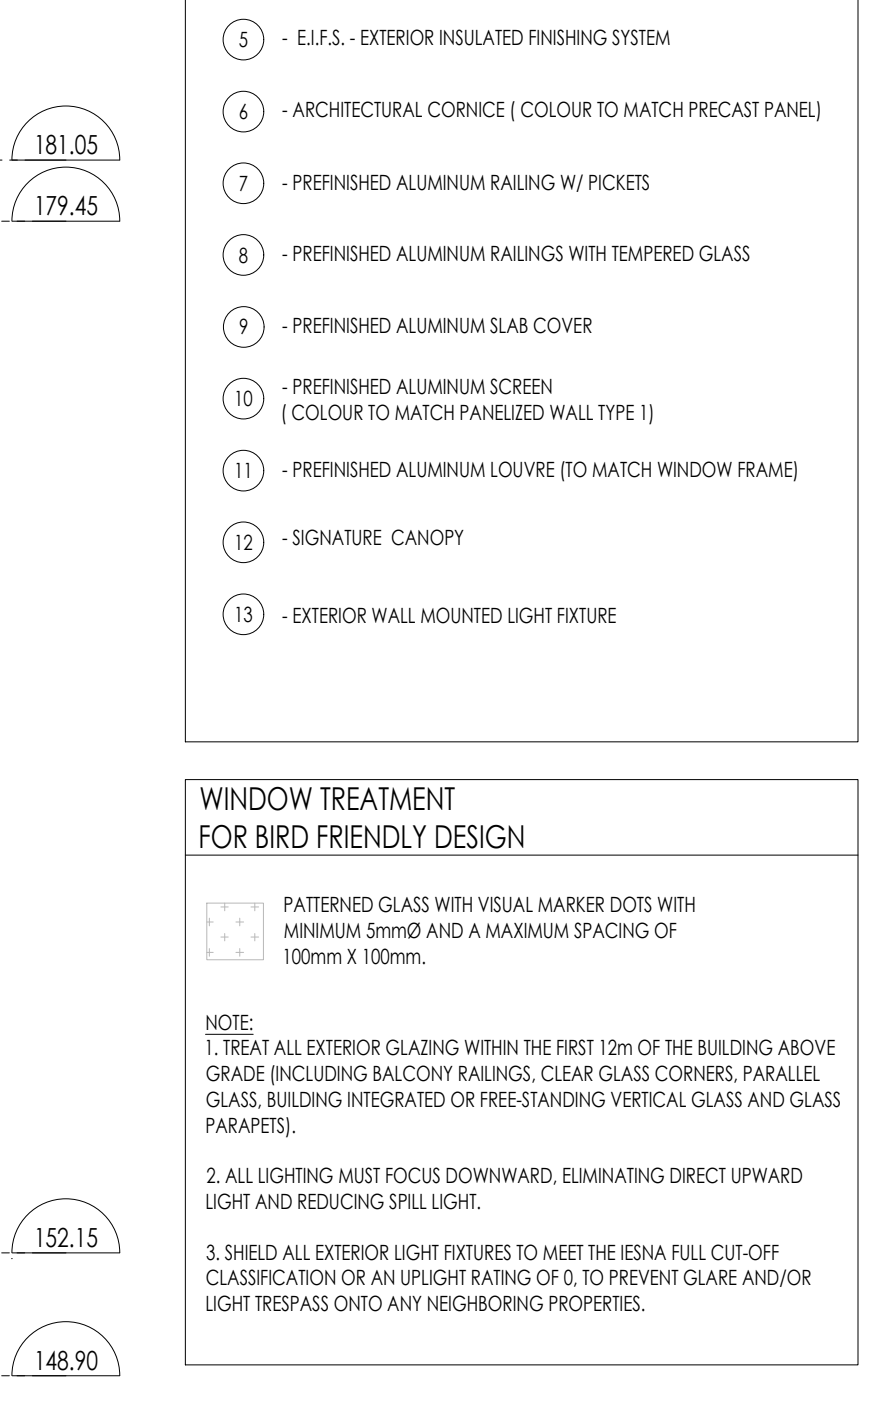 5 - E.I.F.S. - EXTERIOR INSULATED FINISHING SYSTEM
6 - ARCHITECTURAL CORNICE ( COLOUR TO MATCH PRECAST PANEL)
181.05
7 - PREFINISHED ALUMINUM RAILING W/ PICKETS
179.45
8 - PREFINISHED ALUMINUM RAILINGS WITH TEMPERED GLASS
9 - PREFINISHED ALUMINUM SLAB COVER
10 - PREFINISHED ALUMINUM SCREEN
( COLOUR TO MATCH PANELIZED WALL TYPE 1)
11 - PREFINISHED ALUMINUM LOUVRE (TO MATCH WINDOW FRAME)
12 - SIGNATURE CANOPY
13 - EXTERIOR WALL MOUNTED LIGHT FIXTURE
WINDOW TREATMENT
FOR BIRD FRIENDLY DESIGN
PATTERNED GLASS WITH VISUAL MARKER DOTS WITH
MINIMUM 5mmØ AND A MAXIMUM SPACING OF
100mm X 100mm.
NOTE:
1. TREAT ALL EXTERIOR GLAZING WITHIN THE FIRST 12m OF THE BUILDING ABOVE
GRADE (INCLUDING BALCONY RAILINGS, CLEAR GLASS CORNERS, PARALLEL
GLASS, BUILDING INTEGRATED OR FREE-STANDING VERTICAL GLASS AND GLASS
PARAPETS).
2. ALL LIGHTING MUST FOCUS DOWNWARD, ELIMINATING DIRECT UPWARD
LIGHT AND REDUCING SPILL LIGHT.
152.15
3. SHIELD ALL EXTERIOR LIGHT FIXTURES TO MEET THE IESNA FULL CUT-OFF
CLASSIFICATION OR AN UPLIGHT RATING OF 0, TO PREVENT GLARE AND/OR
LIGHT TRESPASS ONTO ANY NEIGHBORING PROPERTIES.
148.90